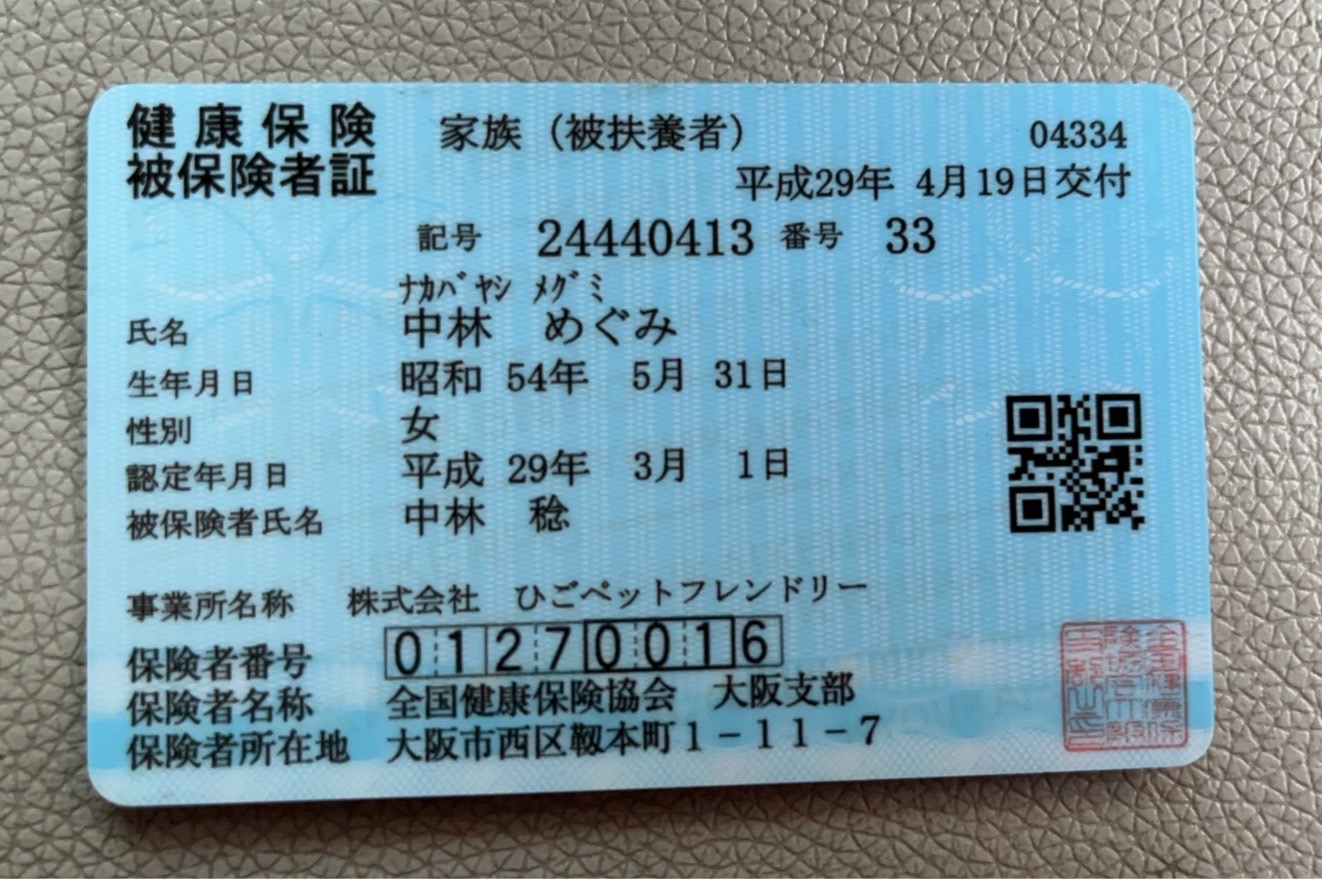 健康保険 家族（被扶養者） 04334
被保険者証 平成29年 4月19日交付
記号 24440413 番号 33
ﾅｶﾊﾞﾔｼ ﾒｸﾞﾐ
氏名 中林 めぐみ
生年月日 昭和 54年 5月 31日
性別 女
認定年月日 平成 29年 3月 1日
被保険者氏名 中林 稔
事業所名称 株式会社 ひごペットフレンドリー
保険者番号 01270016
保険者名称 全国健康保険協会 大阪支部
保険者所在地 大阪市西区靱本町1－11－7